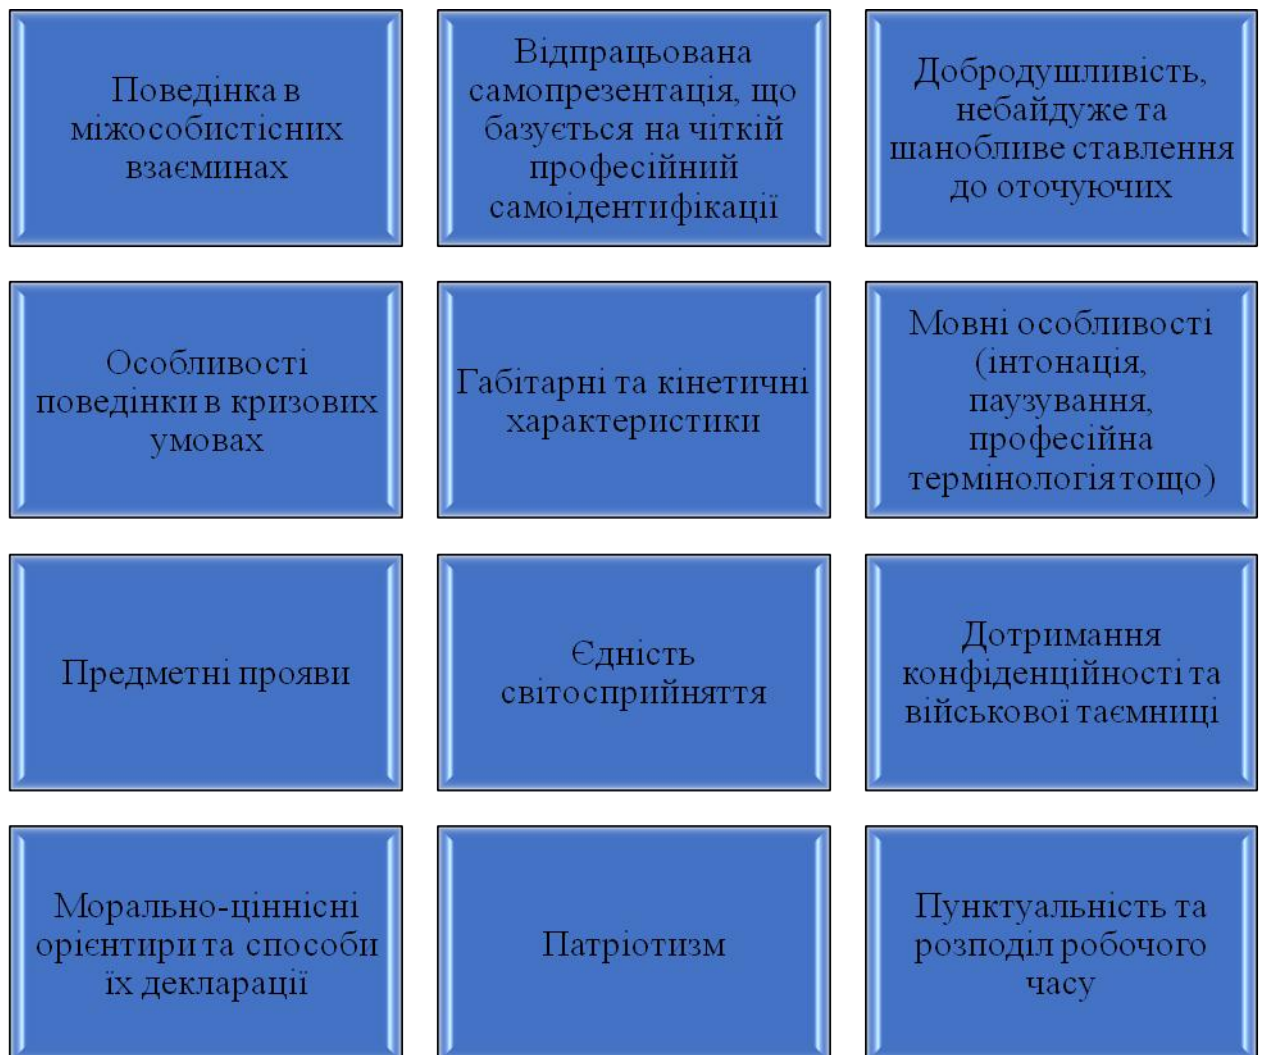 Поведінка в
міжособистісних
взаєминах
Відпрацьована
самопрезентація, що
базується на чіткій
професійний
самоідентифікації
Добродушливість,
небайдуже та
шанобливе ставлення
до оточуючих
Особливості
поведінки в кризових
умовах
Габітарні та кінетичні
характеристики
Мовні особливості
(інтонація,
паузування,
професійна
термінологія тощо)
Предметні прояви
Єдність
світосприйняття
Дотримання
конфіденційності та
військової таємниці
Морально-ціннісні
орієнтири та способи
їх декларації
Патріотизм
Пунктуальність та
розподіл робочого
часу